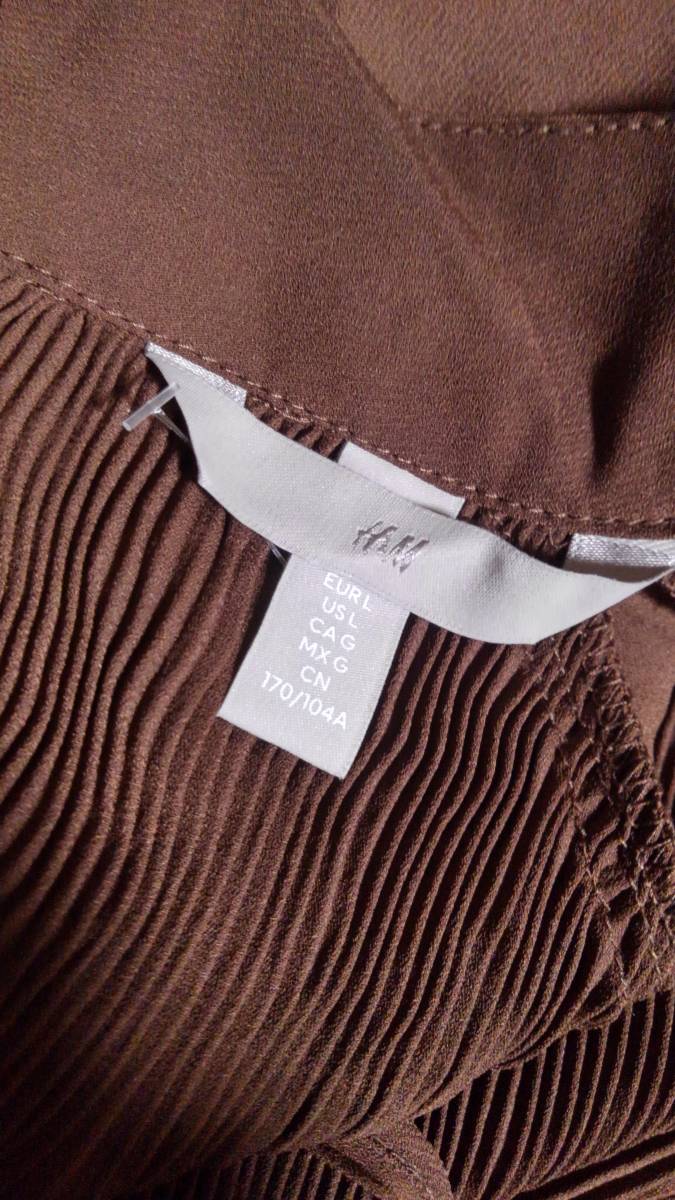 H&M
EUR L
US L
CA G
MX G
CN
170/104A